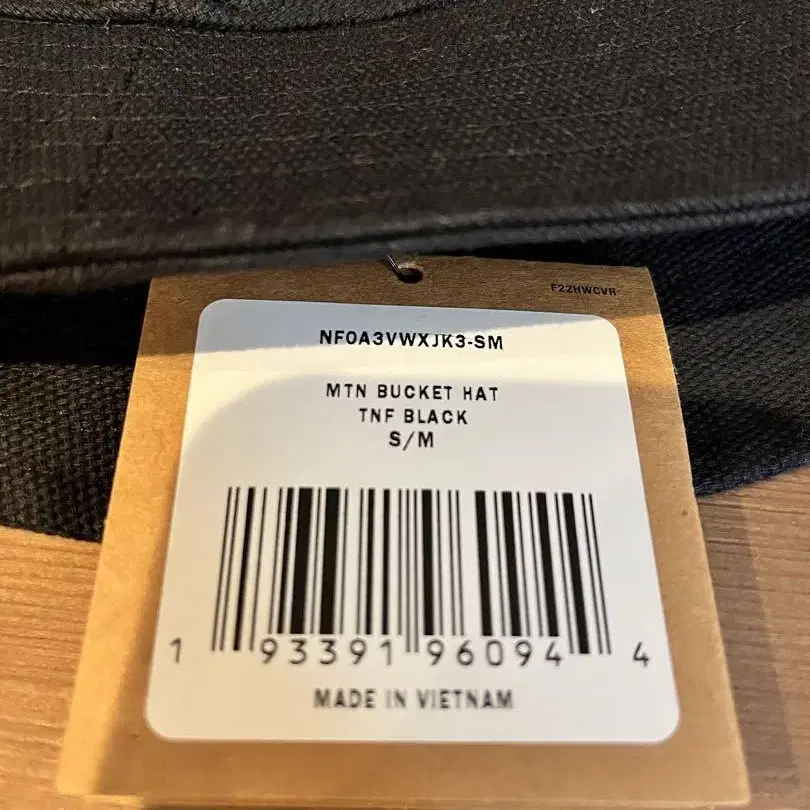 F22HWCVR
NF0A3VWXJK3-SM
MTN BUCKET HAT
TNF BLACK
S/M
1 93391 96094 4
MADE IN VIETNAM